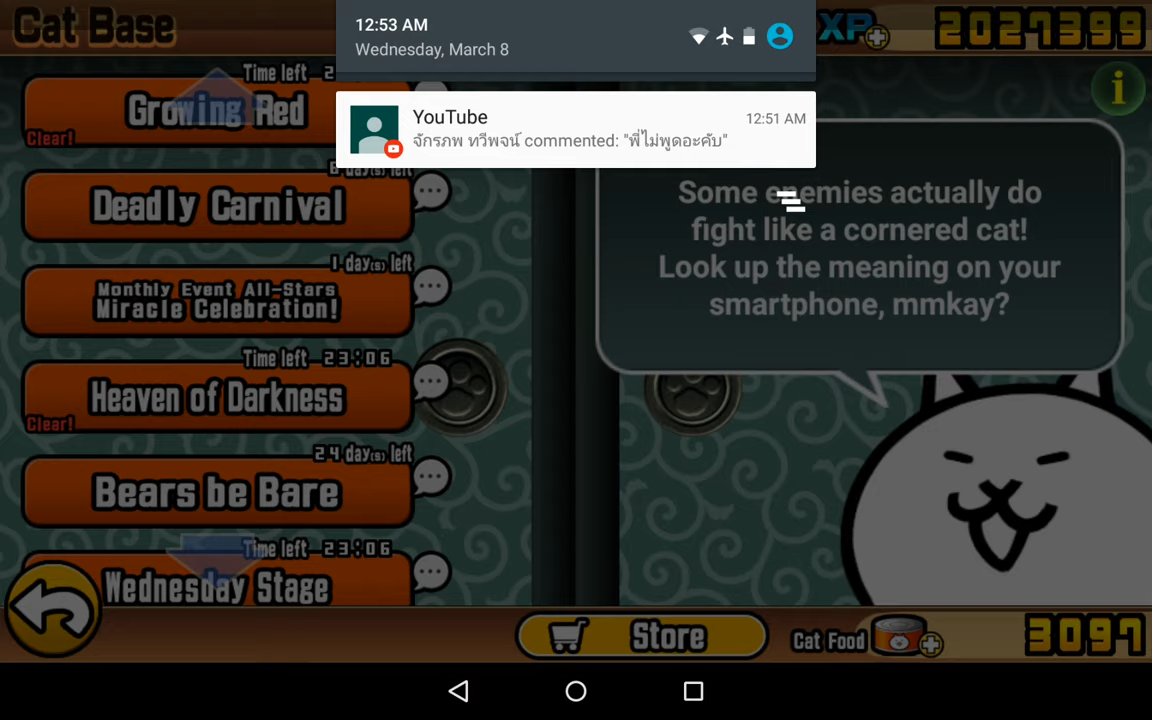 Cat Base
12:53 AM
Wednesday, March 8
XP
2027399
YouTube
12:51 AM
จักรภพ ทวีพจน์ commented: "พี่ไม่พูดอะคับ"
Time left 2
Growing Red
Clear!
6 day(s) left
Deadly Carnival
1 day(s) left
Monthly Event All-Stars
Miracle Celebration!
Time left 23:06
Heaven of Darkness
Clear!
24 day(s) left
Bears be Bare
Time left 23:06
Wednesday Stage
i
Some enemies actually do
fight like a cornered cat!
Look up the meaning on your
smartphone, mmkay?
Store
Cat Food
3097